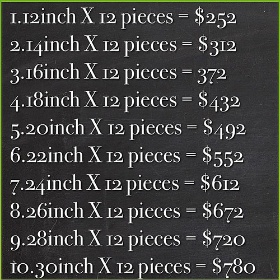 1.12inch X 12 pieces = $252
2.14inch X 12 pieces = $312
3.16inch X 12 pieces = 372
4.18inch X 12 pieces = $432
5.20inch X 12 pieces = $492
6.22inch X 12 pieces = $552
7.24inch X 12 pieces = $612
8.26inch X 12 pieces = $672
9.28inch X 12 pieces = $720
10.30inch X 12 pieces = $780